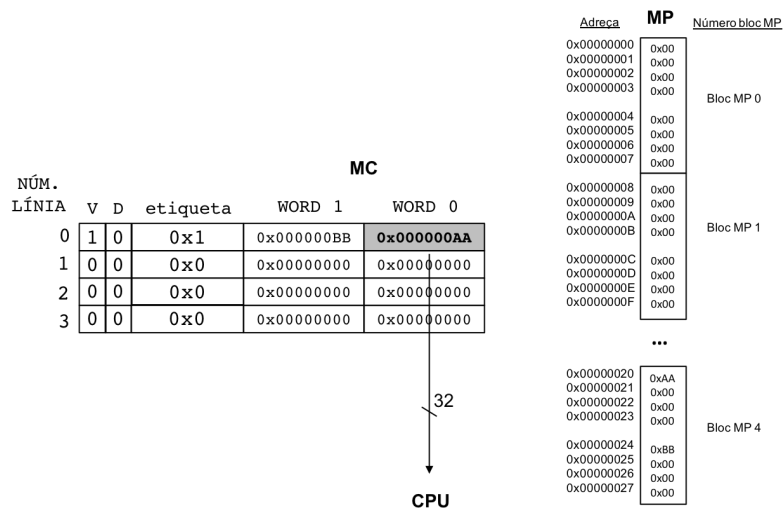 MC
NÚM.
LÍNIA V D etiqueta WORD 1 WORD 0
0 1 0 0x1 0x000000BB 0x000000AA
1 0 0 0x0 0x00000000 0x00000000
2 0 0 0x0 0x00000000 0x00000000
3 0 0 0x0 0x00000000 0x00000000
32
CPU
Adreça MP Número bloc MP
0x00000000 0x00
0x00000001 0x00
0x00000002 0x00
0x00000003 0x00
Bloc MP 0
0x00000004 0x00
0x00000005 0x00
0x00000006 0x00
0x00000007 0x00
0x00000008 0x00
0x00000009 0x00
0x0000000A 0x00
0x0000000B 0x00
Bloc MP 1
0x0000000C 0x00
0x0000000D 0x00
0x0000000E 0x00
0x0000000F 0x00
...
0x00000020 0xAA
0x00000021 0x00
0x00000022 0x00
0x00000023 0x00
Bloc MP 4
0x00000024 0xBB
0x00000025 0x00
0x00000026 0x00
0x00000027 0x00